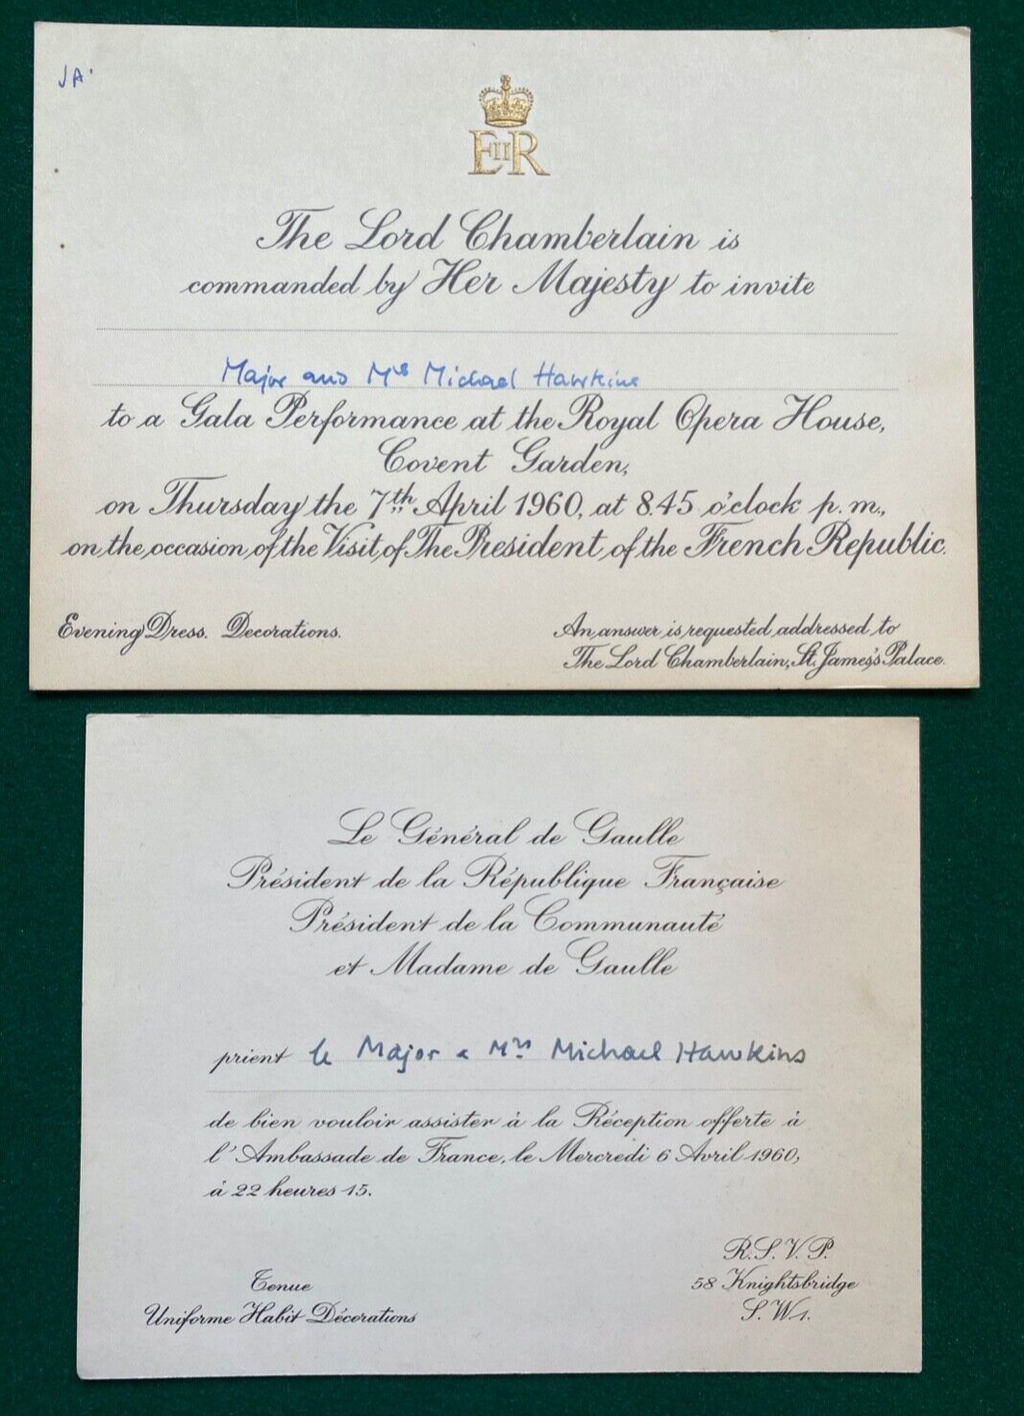 JA
EIIR
The Lord Chamberlain is
commanded by Her Majesty to invite
Major and Mrs Michael Hawkins
to a Gala Performance at the Royal Opera House,
Covent Garden,
on Thursday the 7th April 1960, at 8.45 o'clock p.m.,
on the occasion of the Visit of The President of the French Republic.
Evening Dress. Decorations.
An answer is requested addressed to
The Lord Chamberlain, St. James's Palace.
Le Général de Gaulle
Président de la République Française
Président de la Communauté
et Madame de Gaulle
prient le Major & Mrs Michael Hawkins
de bien vouloir assister à la Réception offerte à
l'Ambassade de France, le Mercredi 6 Avril 1960,
à 22 heures 15.
Tenue
Uniforme Habit Décorations
R.S.V.P.
58 Knightsbridge
S.W.1.